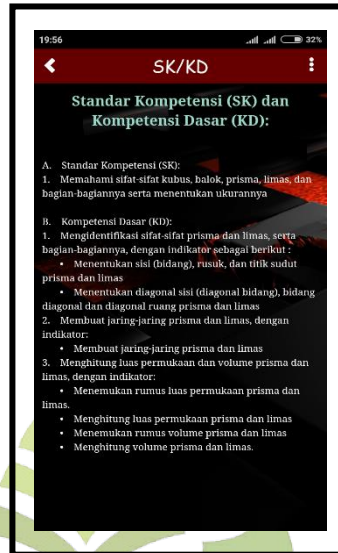 19:56
32%
SK/KD
Standar Kompetensi (SK) dan
Kompetensi Dasar (KD):
A. Standar Kompetensi (SK):
1. Memahami sifat-sifat kubus, balok, prisma, limas, dan
bagian-bagiannya serta menentukan ukurannya
B. Kompetensi Dasar (KD):
1. Mengidentifikasi sifat-sifat prisma dan limas, serta
bagian-bagiannya, dengan indikator sebagai berikut :
• Menentukan sisi (bidang), rusuk, dan titik sudut
prisma dan limas
• Menentukan diagonal sisi (diagonal bidang), bidang
diagonal dan diagonal ruang prisma dan limas
2. Membuat jaring-jaring prisma dan limas, dengan
indikator:
• Membuat jaring-jaring prisma dan limas
3. Menghitung luas permukaan dan volume prisma dan
limas, dengan indikator:
• Menemukan rumus luas permukaan prisma dan
limas.
• Menghitung luas permukaan prisma dan limas
• Menemukan rumus volume prisma dan limas
• Menghitung volume prisma dan limas.